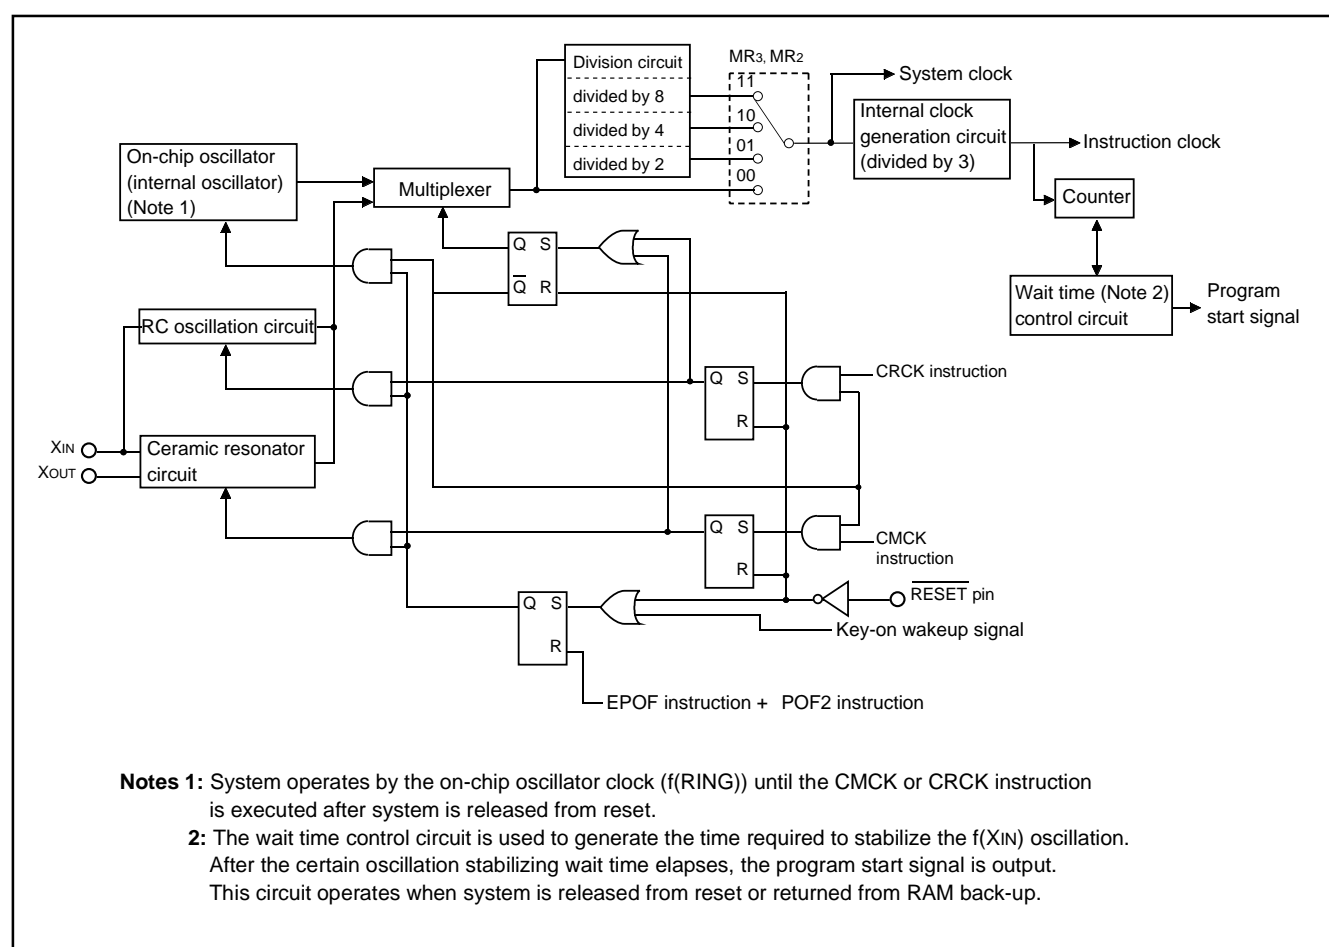 Division circuit
MR3, MR2
System clock
11
divided by 8
Internal clock
generation circuit
(divided by 3)
10
divided by 4
01
divided by 2
Instruction clock
On-chip oscillator
(internal oscillator)
(Note 1)
Multiplexer
00
Counter
Q S
Q R
Wait time (Note 2)
control circuit
Program
start signal
RC oscillation circuit
Q S
R
CRCK instruction
XIN
XOUT
Ceramic resonator
circuit
Q S
R
CMCK
instruction
Q S
R
RESET pin
Key-on wakeup signal
EPOF instruction + POF2 instruction
Notes 1: System operates by the on-chip oscillator clock (f(RING)) until the CMCK or CRCK instruction
is executed after system is released from reset.
2: The wait time control circuit is used to generate the time required to stabilize the f(XIN) oscillation.
After the certain oscillation stabilizing wait time elapses, the program start signal is output.
This circuit operates when system is released from reset or returned from RAM back-up.